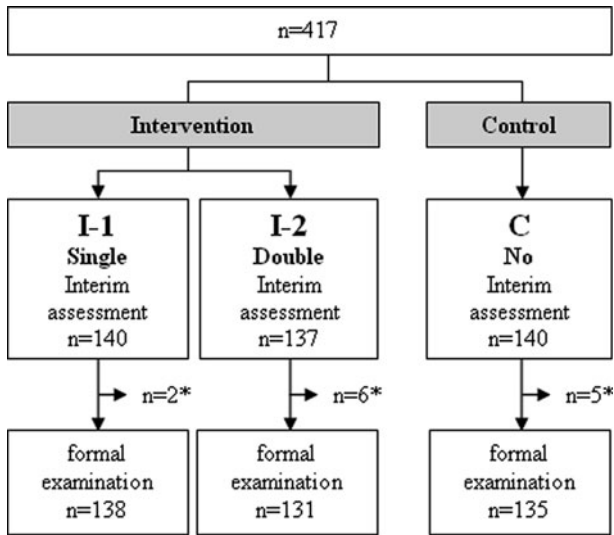 n=417
Intervention
Control
I-1
Single
Interim
assessment
n=140
I-2
Double
Interim
assessment
n=137
C
No
Interim
assessment
n=140
n=2*
n=6*
n=5*
formal
examination
n=138
formal
examination
n=131
formal
examination
n=135